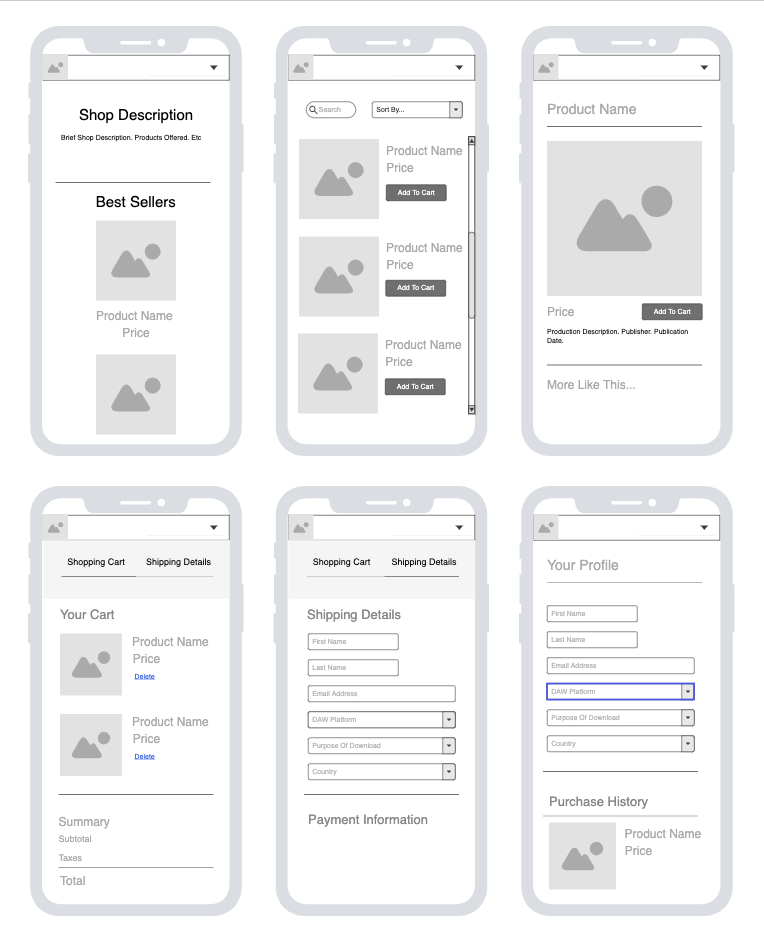 Shop Description
Brief Shop Description. Products Offered. Etc
Best Sellers
Product Name
Price
Search
Sort By...
Product Name
Price
Add To Cart
Product Name
Price
Add To Cart
Product Name
Price
Add To Cart
Product Name
Price
Add To Cart
Production Description. Publisher. Publication
Date.
More Like This...
Shopping Cart
Shipping Details
Your Cart
Product Name
Price
Delete
Product Name
Price
Delete
Summary
Subtotal
Taxes
Total
Shopping Cart
Shipping Details
Shipping Details
First Name
Last Name
Email Address
DAW Platform
Purpose Of Download
Country
Payment Information
Your Profile
First Name
Last Name
Email Address
DAW Platform
Purpose Of Download
Country
Purchase History
Product Name
Price